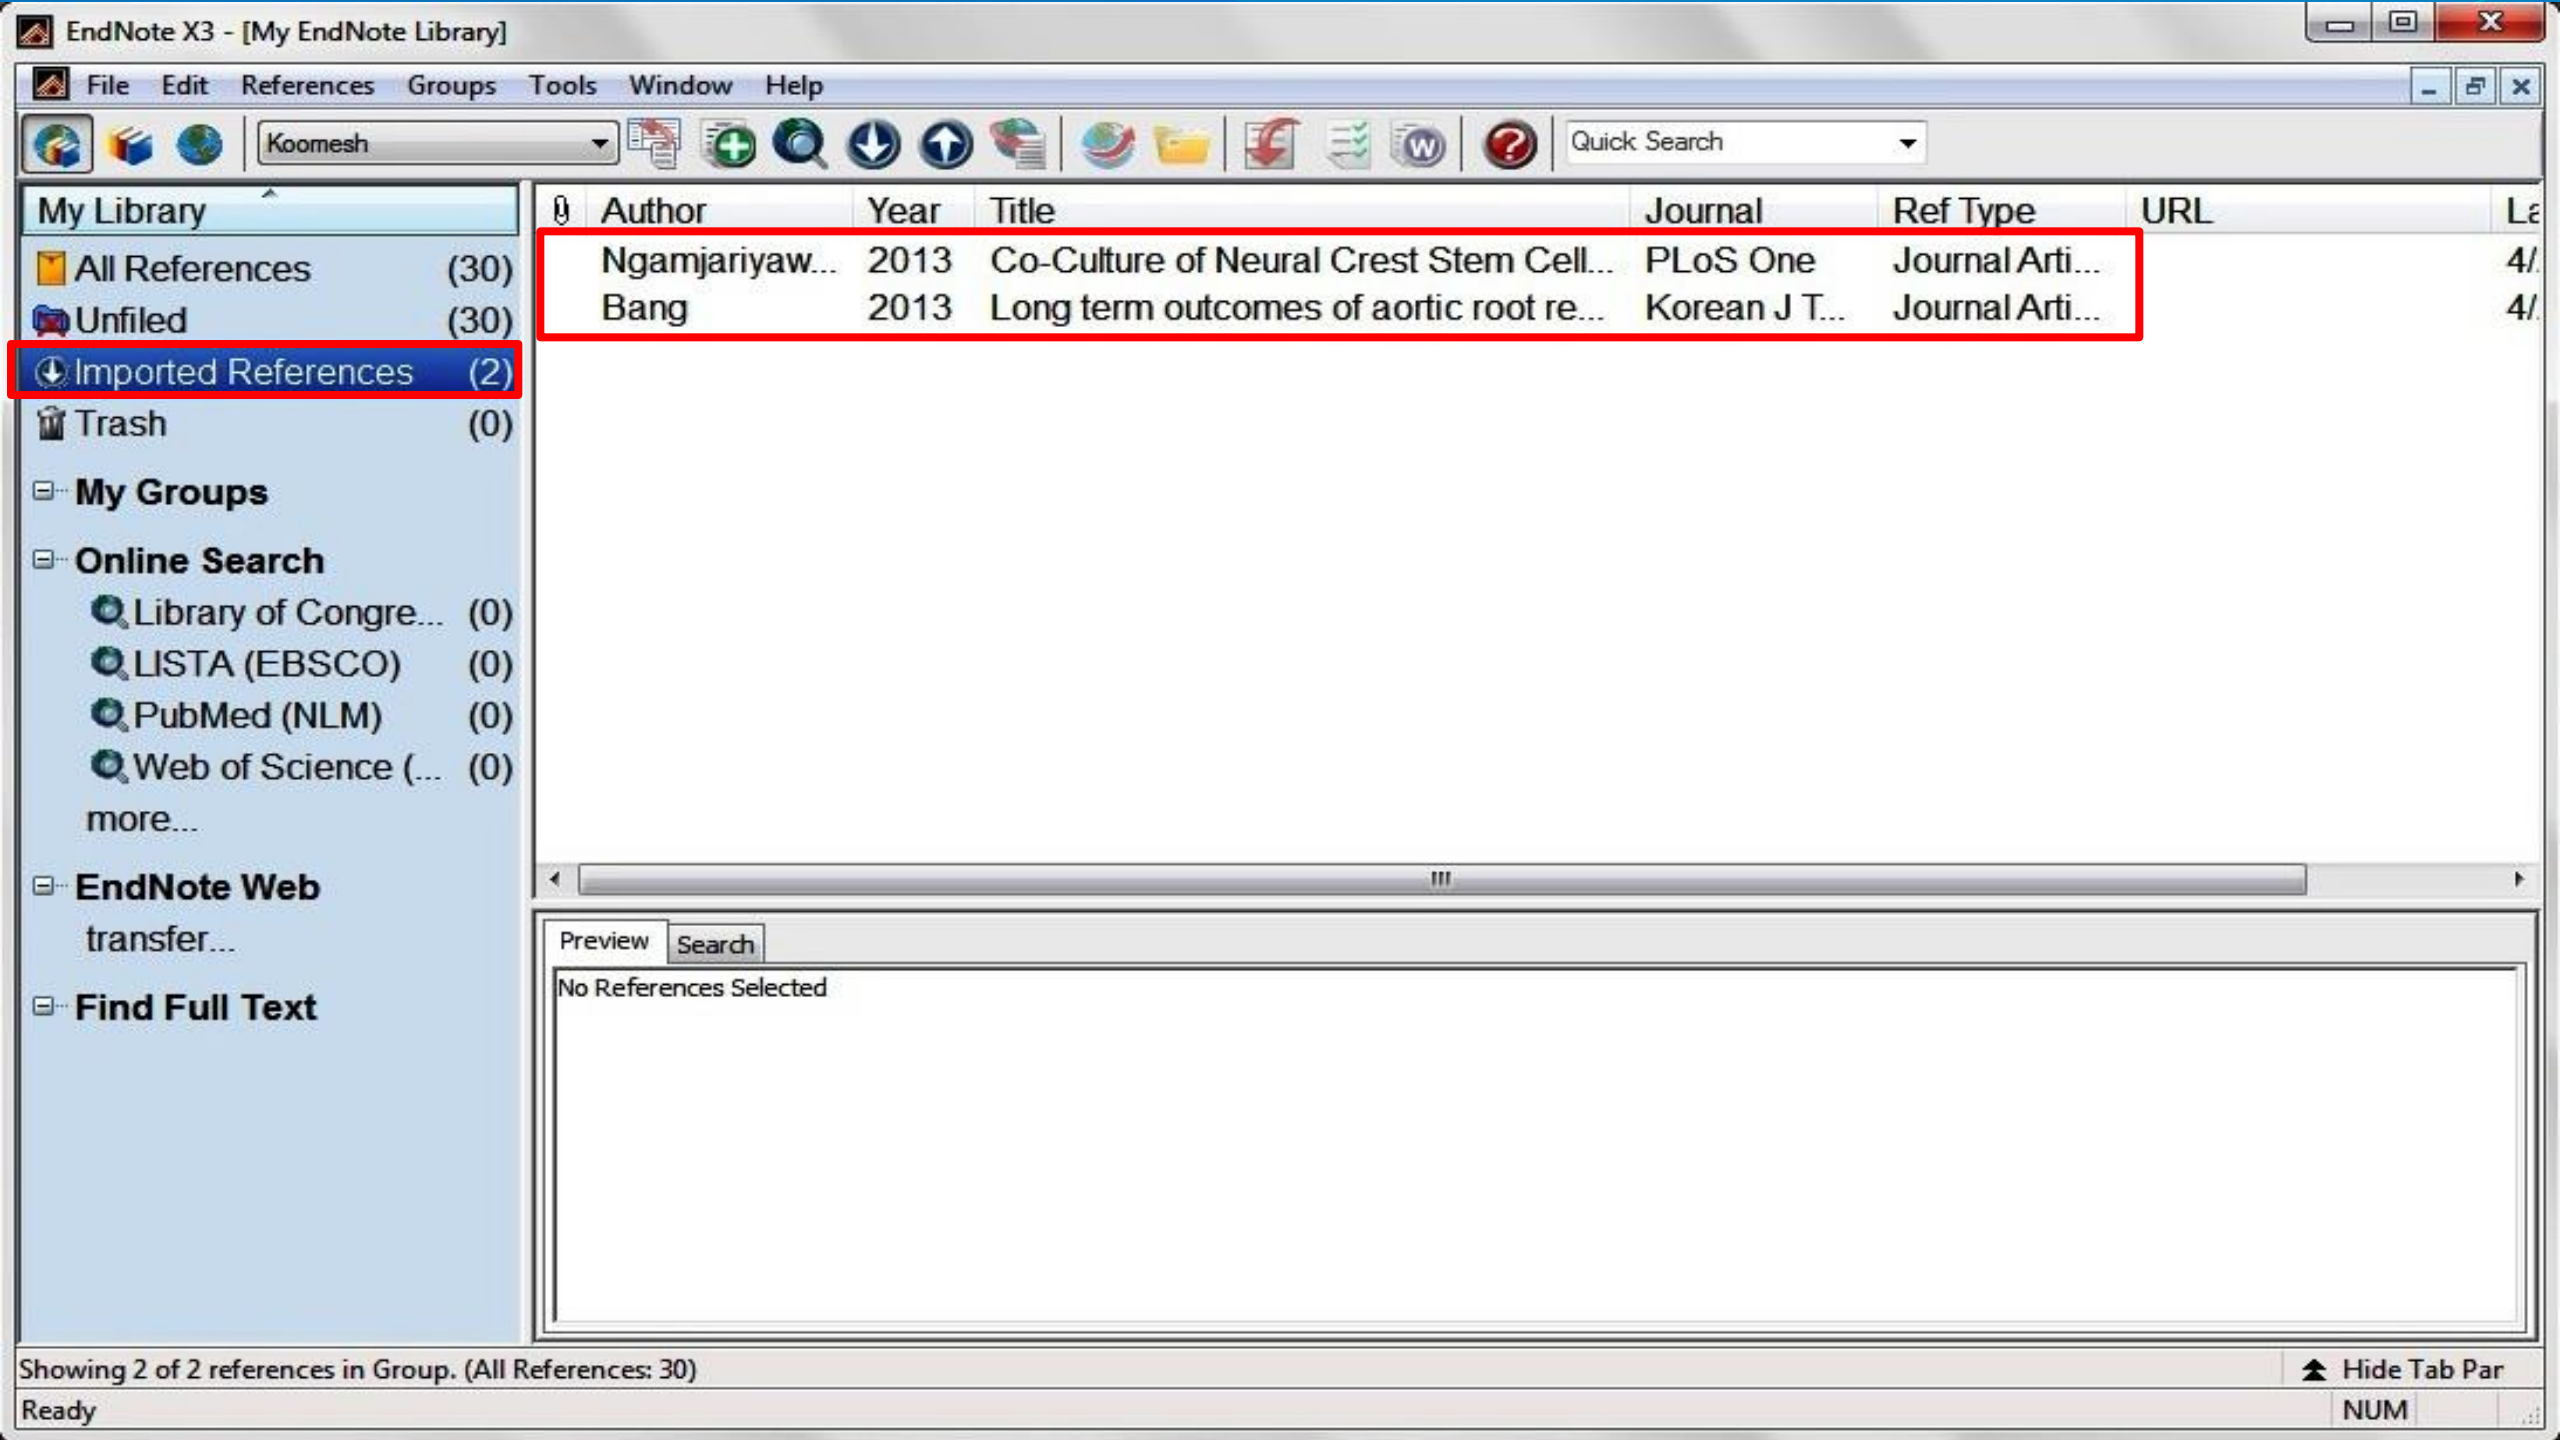 EndNote X3 - [My EndNote Library]
File Edit References Groups Tools Window Help
Koomesh Quick Search
My Library
All References (30)
Unfiled (30)
Imported References (2)
Trash (0)
My Groups
Online Search
Library of Congre... (0)
LISTA (EBSCO) (0)
PubMed (NLM) (0)
Web of Science (... (0)
more...
EndNote Web
transfer...
Find Full Text
Author Year Title Journal Ref Type URL La
Ngamjariyaw... 2013 Co-Culture of Neural Crest Stem Cell... PLoS One Journal Arti... 4/
Bang 2013 Long term outcomes of aortic root re... Korean J T... Journal Arti... 4/
Preview Search
No References Selected
Showing 2 of 2 references in Group. (All References: 30) Hide Tab Par
Ready NUM